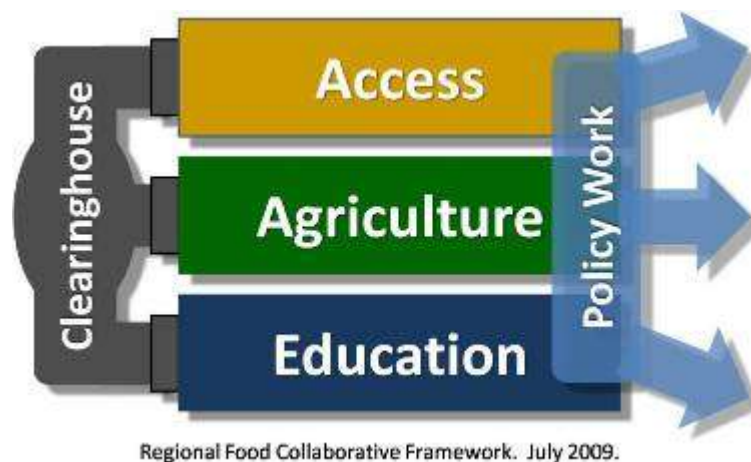 Clearinghouse
Access
Agriculture
Education
Policy Work
Regional Food Collaborative Framework. July 2009.